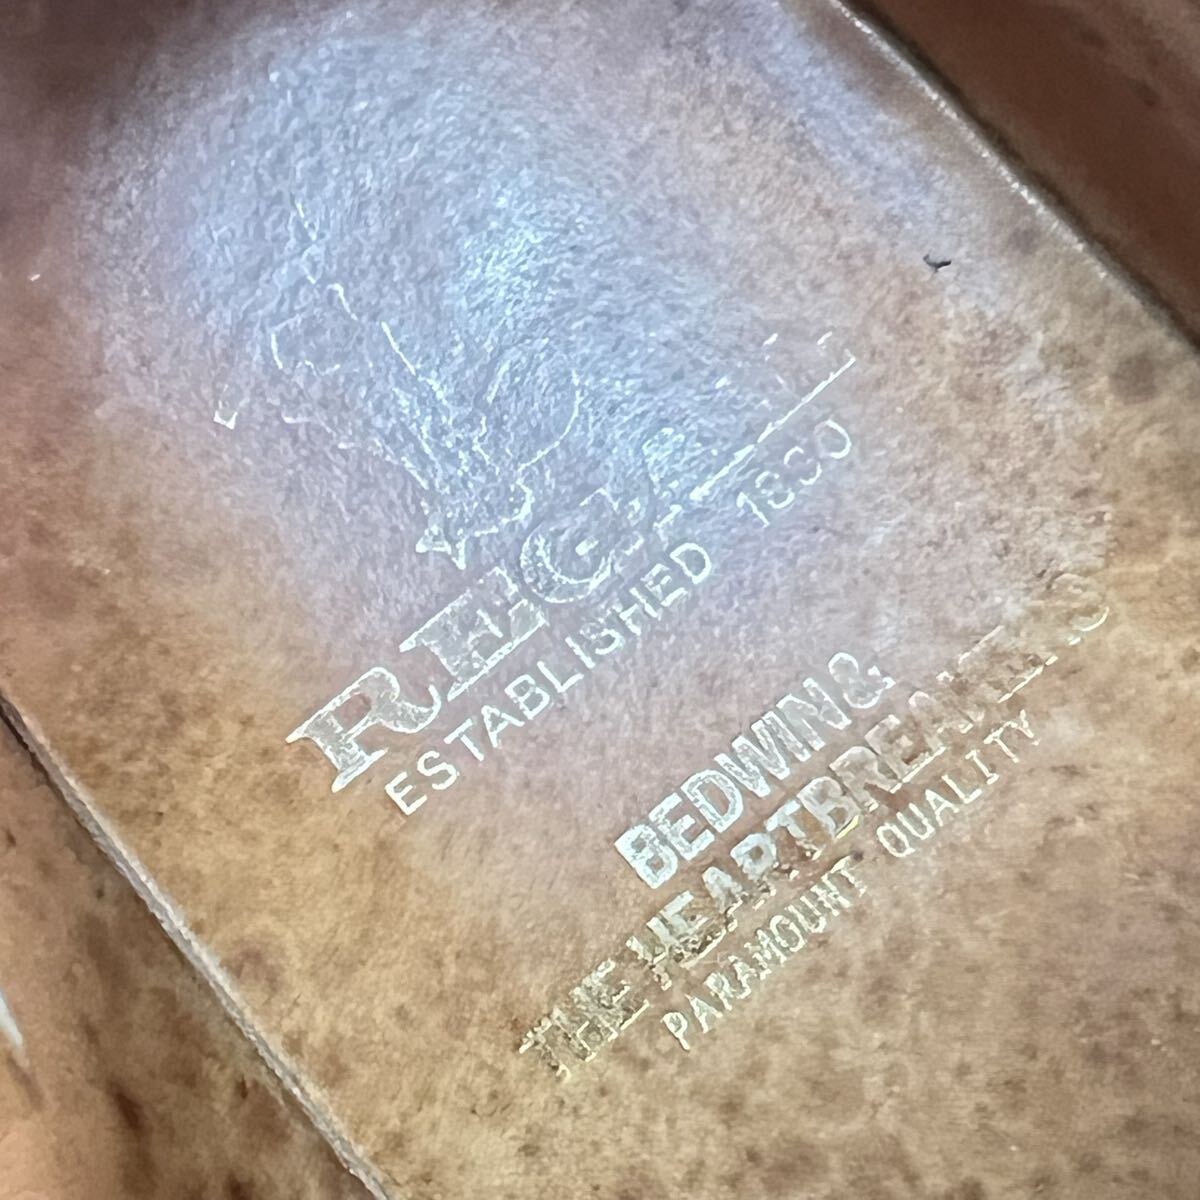 REGAL
ESTABLISHED 1880
BEDWIN &
THE HEARTBREAKERS
PARAMOUNT QUALITY